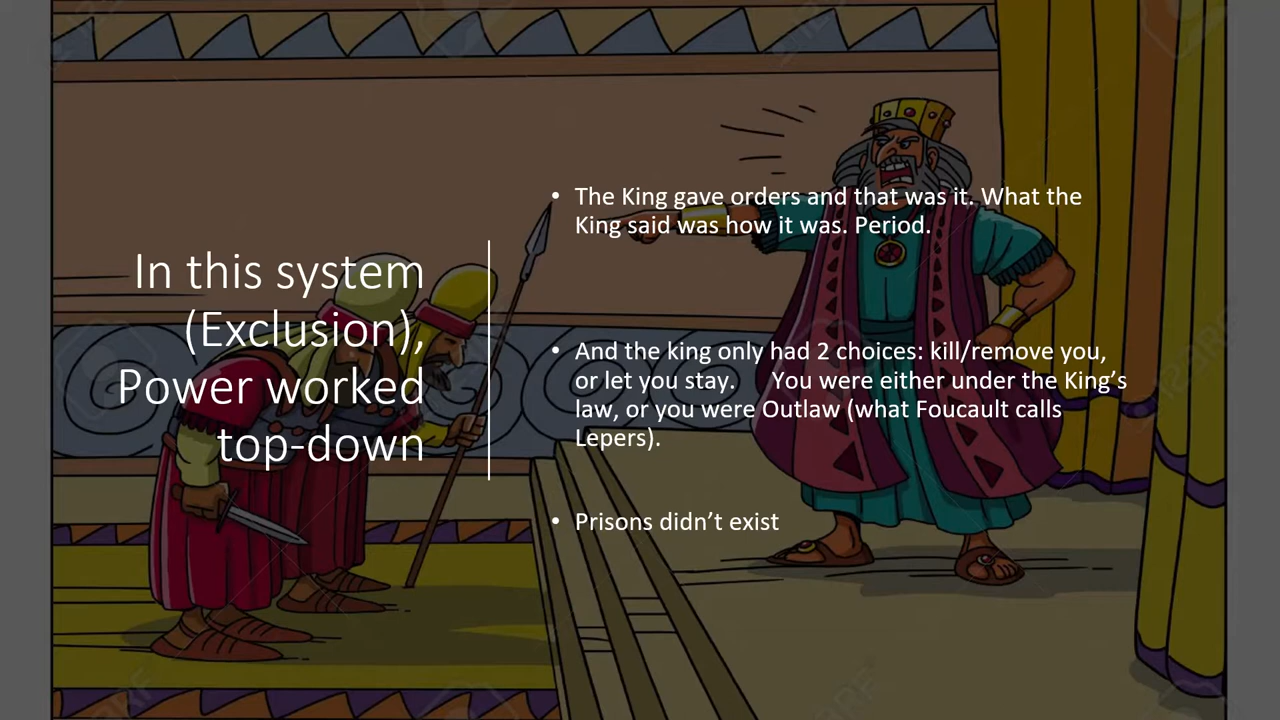 In this system
(Exclusion),
Power worked
top-down
• The King gave orders and that was it. What the
King said was how it was. Period.
• And the king only had 2 choices: kill/remove you,
or let you stay.     You were either under the King’s
law, or you were Outlaw (what Foucault calls
Lepers).
• Prisons didn’t exist